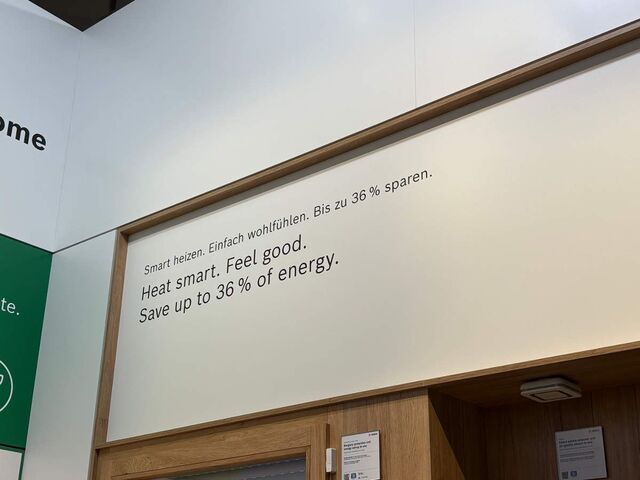 ome
Smart heizen. Einfach wohlfühlen. Bis zu 36 % sparen.
Heat smart. Feel good.
Save up to 36 % of energy.
te.